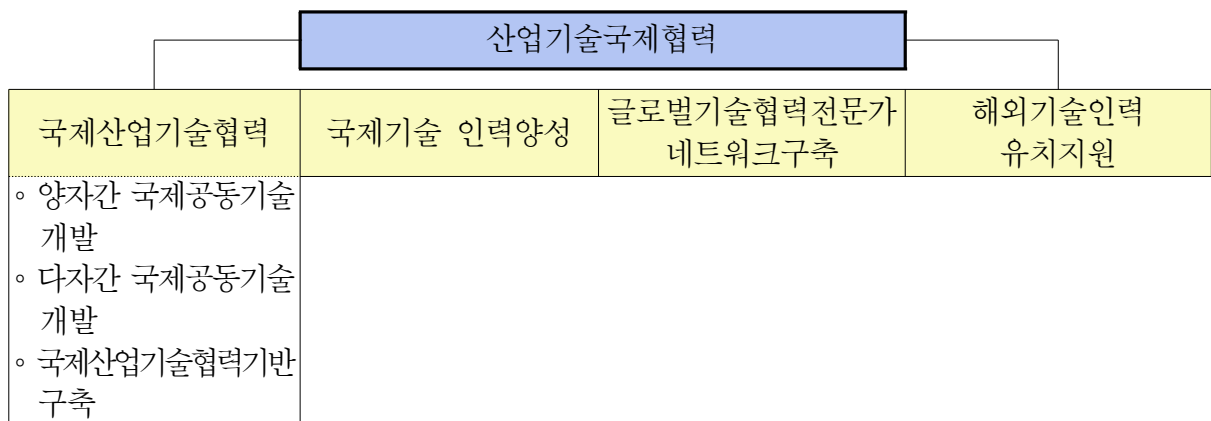 산업기술국제협력
국제산업기술협력
국제기술 인력양성
글로벌기술협력전문가
네트워크구축
해외기술인력
유치지원
◦ 양자간 국제공동기술
개발
◦ 다자간 국제공동기술
개발
◦ 국제산업기술협력기반
구축